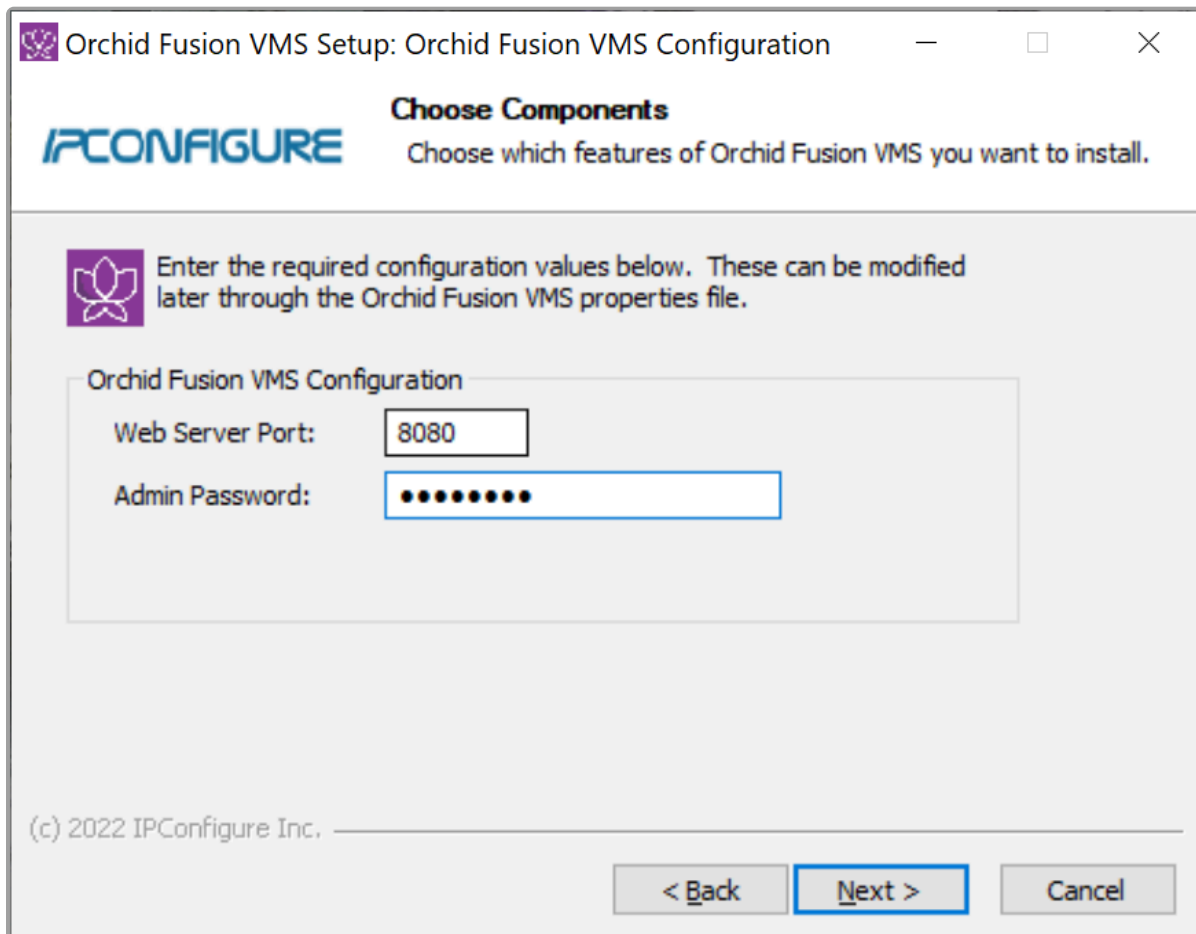 Orchid Fusion VMS Setup: Orchid Fusion VMS Configuration
IPCONFIGURE
Choose Components
Choose which features of Orchid Fusion VMS you want to install.
Enter the required configuration values below. These can be modified
later through the Orchid Fusion VMS properties file.
Orchid Fusion VMS Configuration
Web Server Port: 8080
Admin Password: ●●●●●●●●
(c) 2022 IPConfigure Inc.
< Back Next > Cancel